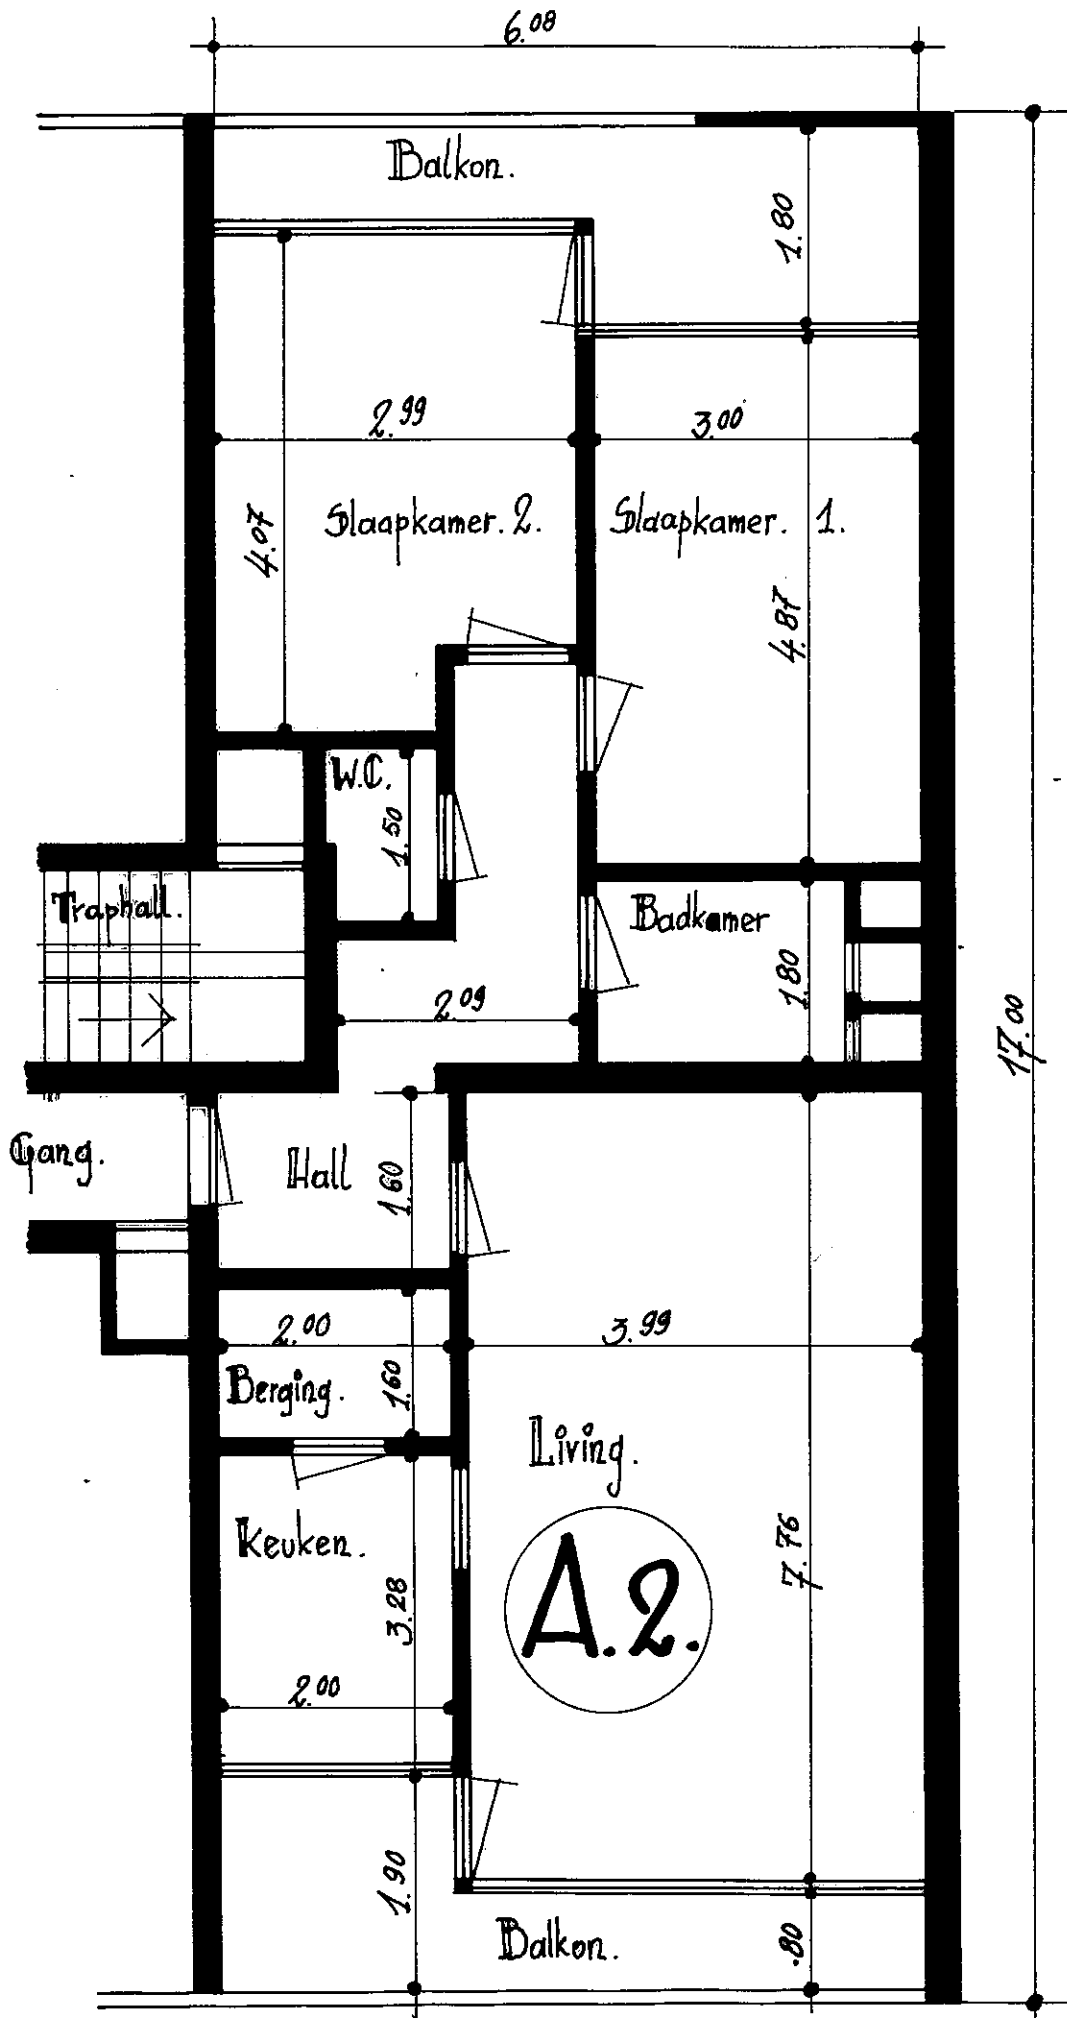 6.08
Balkon.
1.80
2.99
3.00
4.07
Slaapkamer. 2.
Slaapkamer. 1.
4.87
W.C.
1.50
Traphall.
Badkamer
1.80
2.09
17.00
Gang.
Hall
1.60
2.00
3.99
Berging.
1.60
Living.
Keuken.
A.2.
7.76
3.28
2.00
1.90
Balkon.
.80